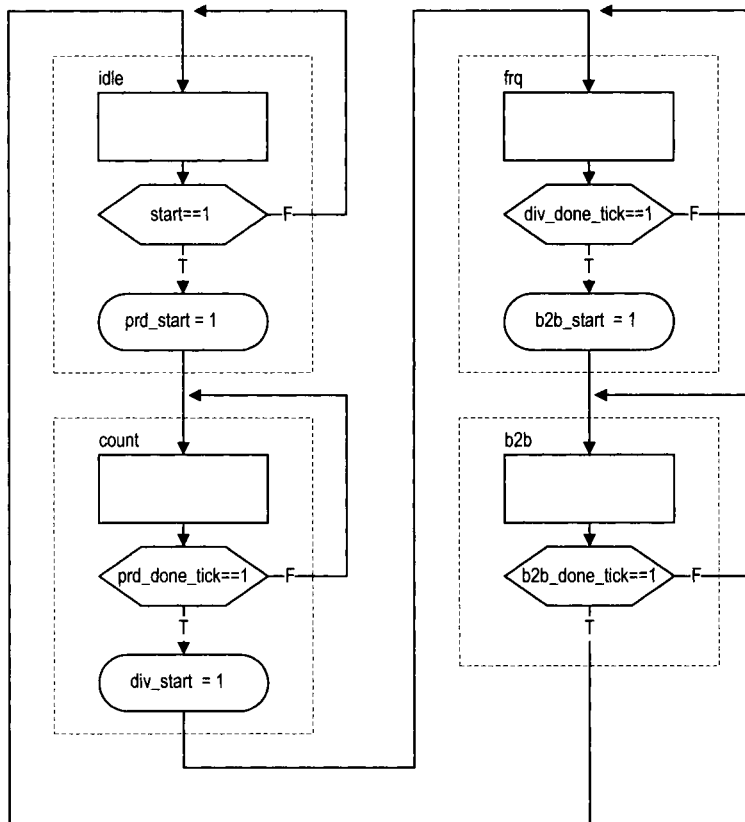 idle
start==1
F
T
prd_start = 1
count
prd_done_tick==1
F
T
div_start = 1
frq
div_done_tick==1
F
T
b2b_start = 1
b2b
b2b_done_tick==1
F
T